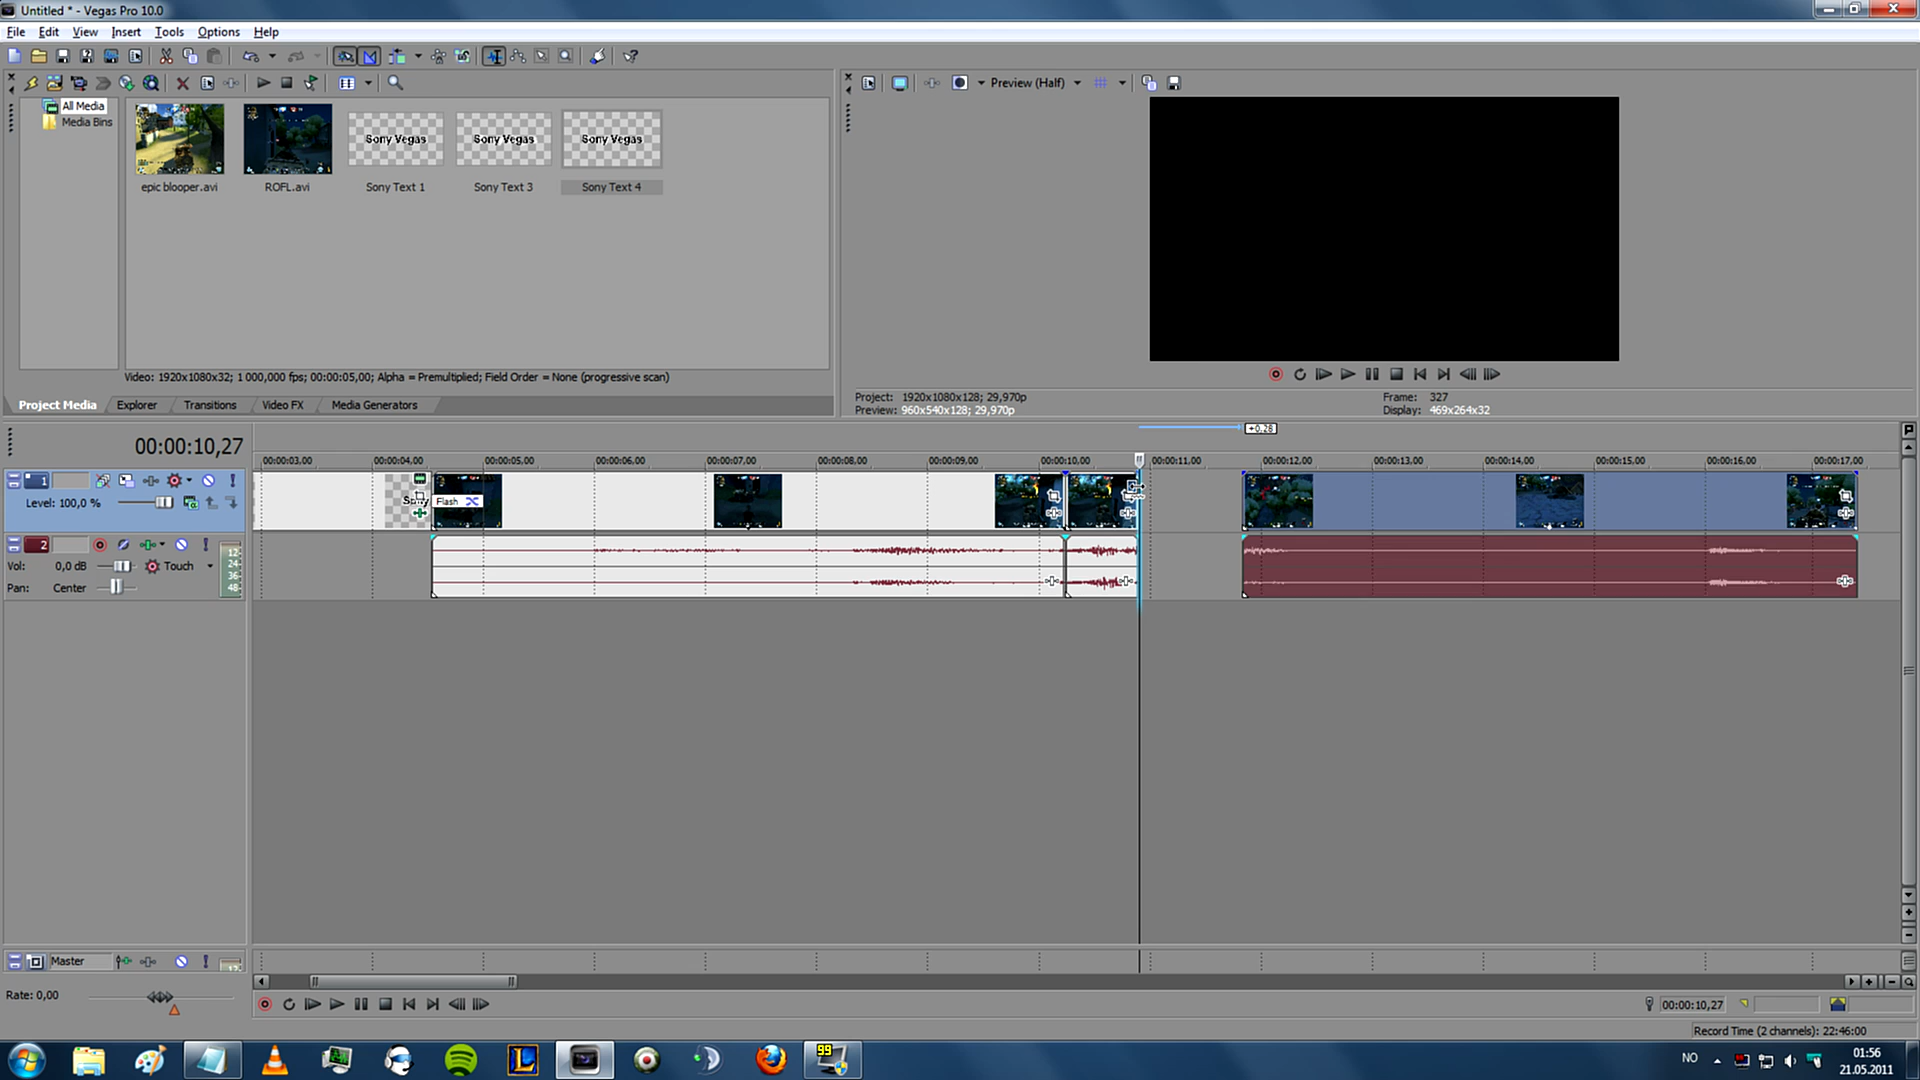 Untitled * - Vegas Pro 10.0
File Edit View Insert Tools Options Help
All Media
Media Bins
Sony Vegas
Sony Vegas
Sony Vegas
epic blooper.avi
ROFL.avi
Sony Text 1
Sony Text 3
Sony Text 4
Video: 1920x1080x32; 1 000,000 fps; 00:00:05,00; Alpha = Premultiplied; Field Order = None (progressive scan)
Project Media Explorer Transitions Video FX Media Generators
Preview (Half)
Project: 1920x1080x128; 29,970p
Preview: 960x540x128; 29,970p
Frame: 327
Display: 469x264x32
00:00:10,27
+0.28
00:00:03,00 00:00:04,00 00:00:05,00 00:00:06,00 00:00:07,00 00:00:08,00 00:00:09,00 00:00:10,00 00:00:11,00 00:00:12,00 00:00:13,00 00:00:14,00 00:00:15,00 00:00:16,00 00:00:17,00
1
Level: 100,0 %
Sony
Flash
2
Vol: 0,0 dB Touch
Pan: Center
12
24
36
48
Master
12
Rate: 0,00
00:00:10,27
Record Time (2 channels): 22:46:00
99
L
NO
01:56
21.05.2011